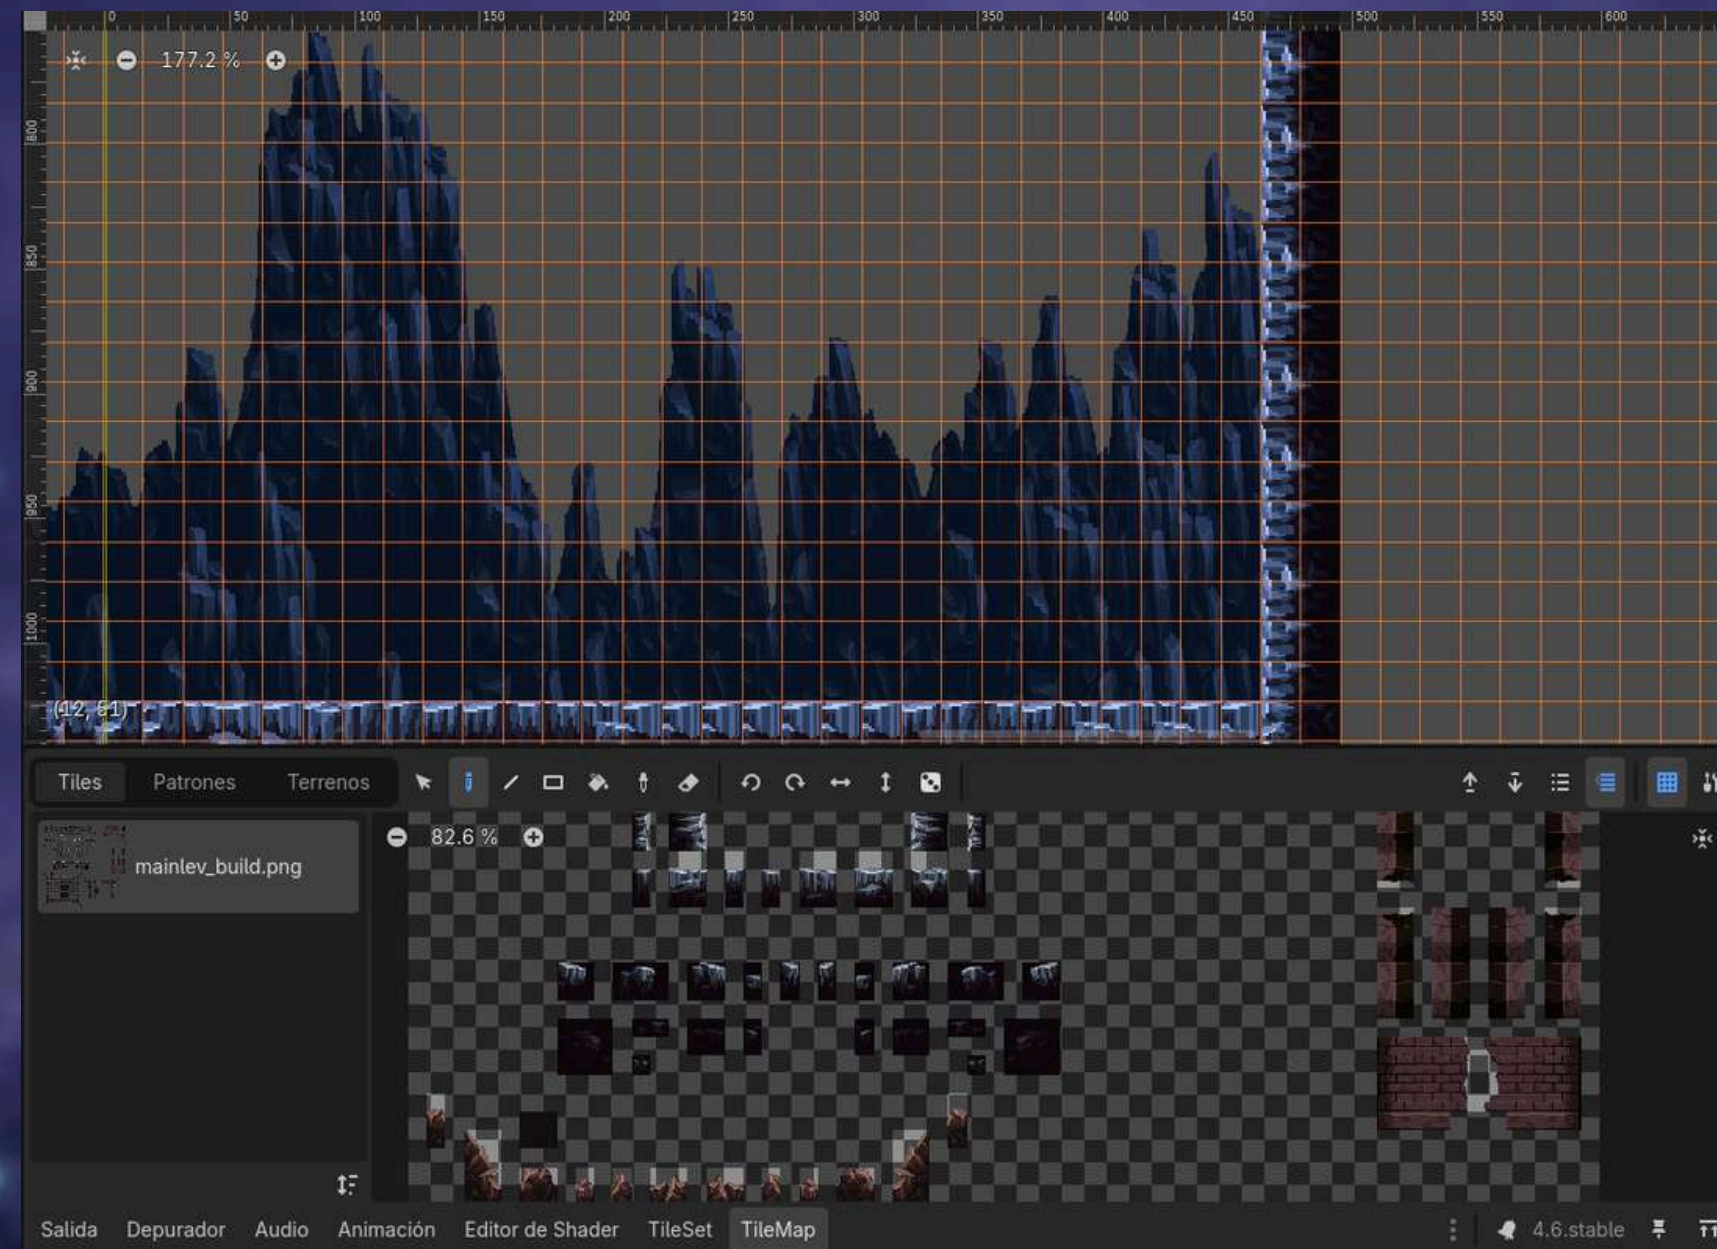 0 50 100 150 200 250 300 350 400 450 500 550 600
177.2 %
800
850
900
950
1000
(12, 61)
Tiles Patrones Terrenos
82.6 %
mainlev_build.png
Salida Depurador Audio Animación Editor de Shader TileSet TileMap 4.6.stable